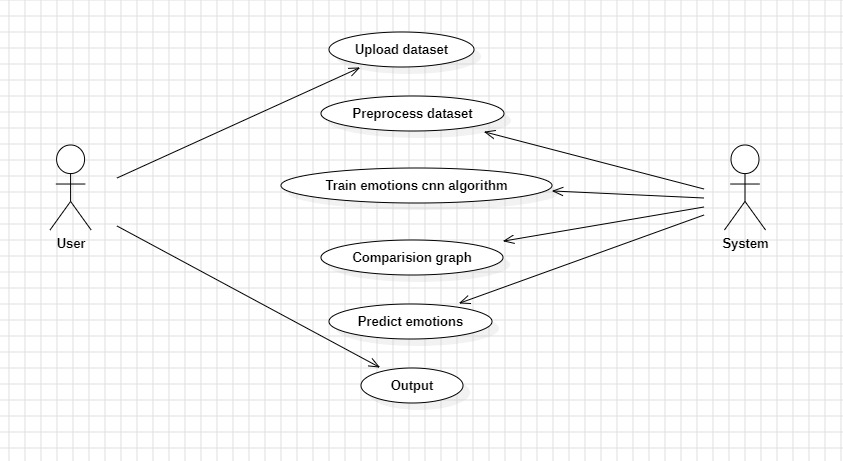 Upload dataset
Preprocess dataset
Train emotions cnn algorithm
User
System
Comparision graph
Predict emotions
Output